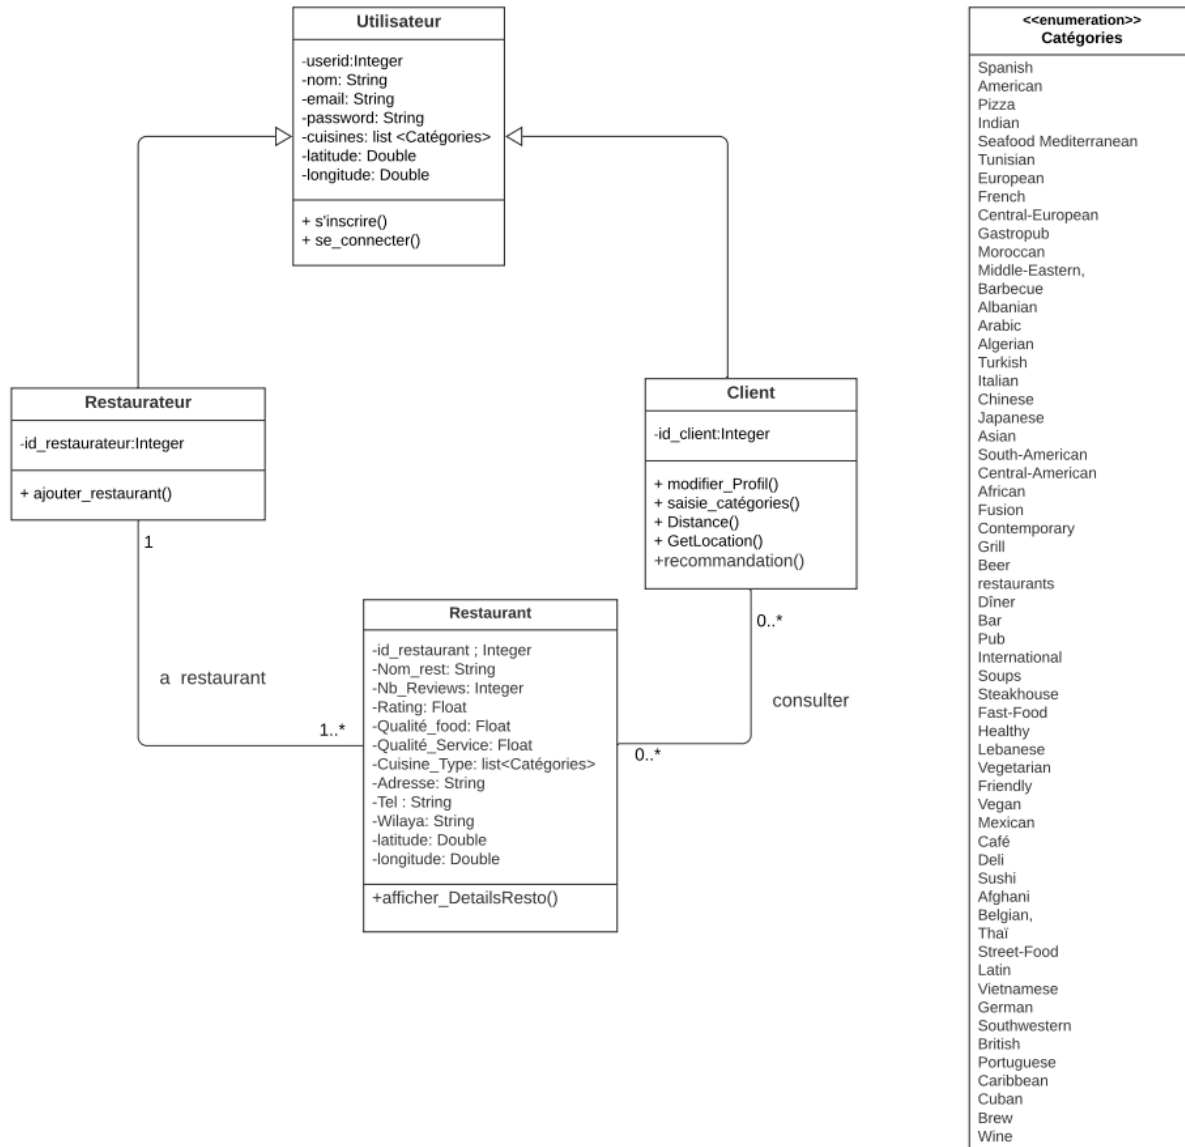 Utilisateur
-userid:Integer
-nom: String
-email: String
-password: String
-cuisines: list <Catégories>
-latitude: Double
-longitude: Double
+ s'inscrire()
+ se_connecter()
Restaurateur
-id_restaurateur:Integer
+ ajouter_restaurant()
1
a restaurant
1..*
Client
-id_client:Integer
+ modifier_Profil()
+ saisie_catégories()
+ Distance()
+ GetLocation()
+recommandation()
0..*
consulter
0..*
Restaurant
-id_restaurant ; Integer
-Nom_rest: String
-Nb_Reviews: Integer
-Rating: Float
-Qualité_food: Float
-Qualité_Service: Float
-Cuisine_Type: list<Catégories>
-Adresse: String
-Tel : String
-Wilaya: String
-latitude: Double
-longitude: Double
+afficher_DetailsResto()
<<enumeration>>
Catégories
Spanish
American
Pizza
Indian
Seafood Mediterranean
Tunisian
European
French
Central-European
Gastropub
Moroccan
Middle-Eastern,
Barbecue
Albanian
Arabic
Algerian
Turkish
Italian
Chinese
Japanese
Asian
South-American
Central-American
African
Fusion
Contemporary
Grill
Beer
restaurants
Dîner
Bar
Pub
International
Soups
Steakhouse
Fast-Food
Healthy
Lebanese
Vegetarian
Friendly
Vegan
Mexican
Café
Deli
Sushi
Afghani
Belgian,
Thaï
Street-Food
Latin
Vietnamese
German
Southwestern
British
Portuguese
Caribbean
Cuban
Brew
Wine